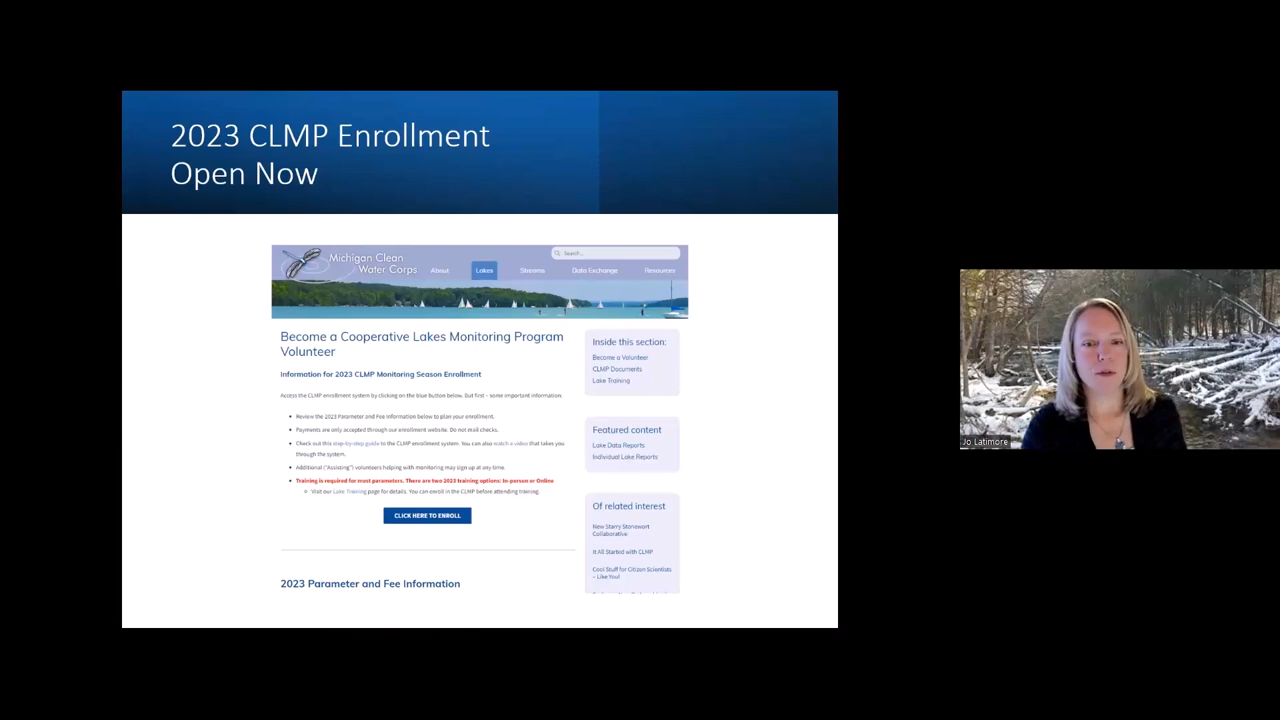 2023 CLMP Enrollment
Open Now
Michigan Clean
Water Corps
Search...
About
Lakes
Streams
Data Exchange
Resources
Become a Cooperative Lakes Monitoring Program
Volunteer
Information for 2023 CLMP Monitoring Season Enrollment
Access the CLMP enrollment system by clicking on the blue button below. But first – some important information:
• Review the 2023 Parameter and Fee Information below to plan your enrollment.
• Payments are only accepted through our enrollment website. Do not mail checks.
• Check out this step-by-step guide to the CLMP enrollment system. You can also watch a video that takes you
through the system.
• Additional ("Assisting") volunteers helping with monitoring may sign up at any time.
• Training is required for most parameters. There are two 2023 training options: In-person or Online
Visit our Lake Training page for details. You can enroll in the CLMP before attending training.
CLICK HERE TO ENROLL
2023 Parameter and Fee Information
Inside this section:
Become a Volunteer
CLMP Documents
Lake Training
Featured content
Lake Data Reports
Individual Lake Reports
Of related interest
New Starry Stonewort
Collaborative
It All Started with CLMP
Cool Stuff for Citizen Scientists
– Like You!
Jo Latimore